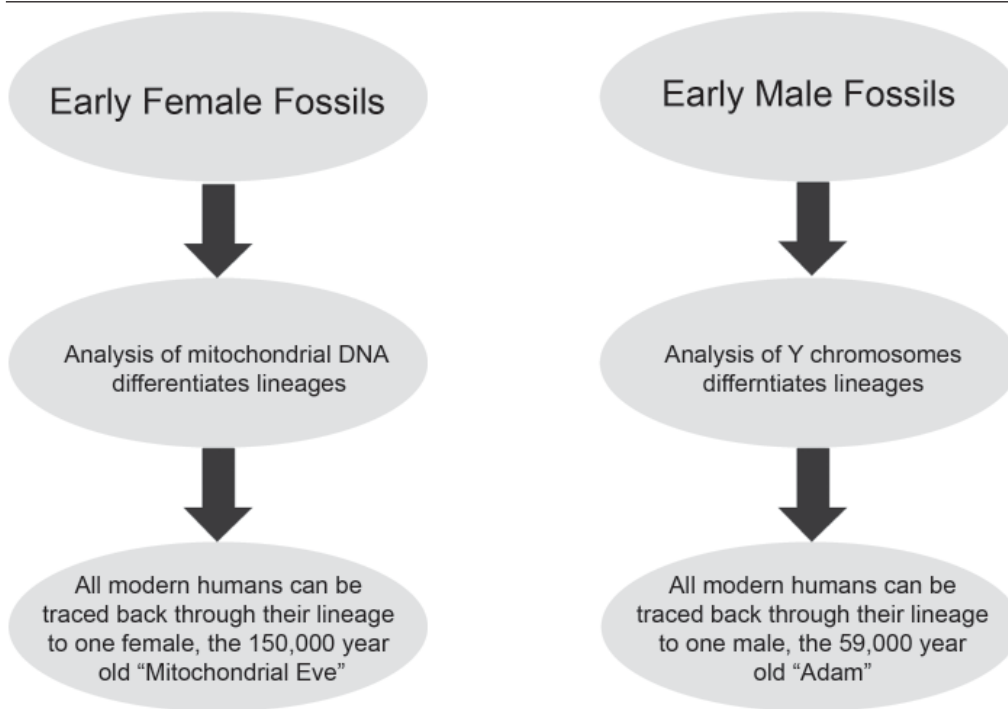 Early Female Fossils
Analysis of mitochondrial DNA
differentiates lineages
All modern humans can be
traced back through their lineage
to one female, the 150,000 year
old “Mitochondrial Eve”
Early Male Fossils
Analysis of Y chromosomes
differntiates lineages
All modern humans can be
traced back through their lineage
to one male, the 59,000 year
old “Adam”